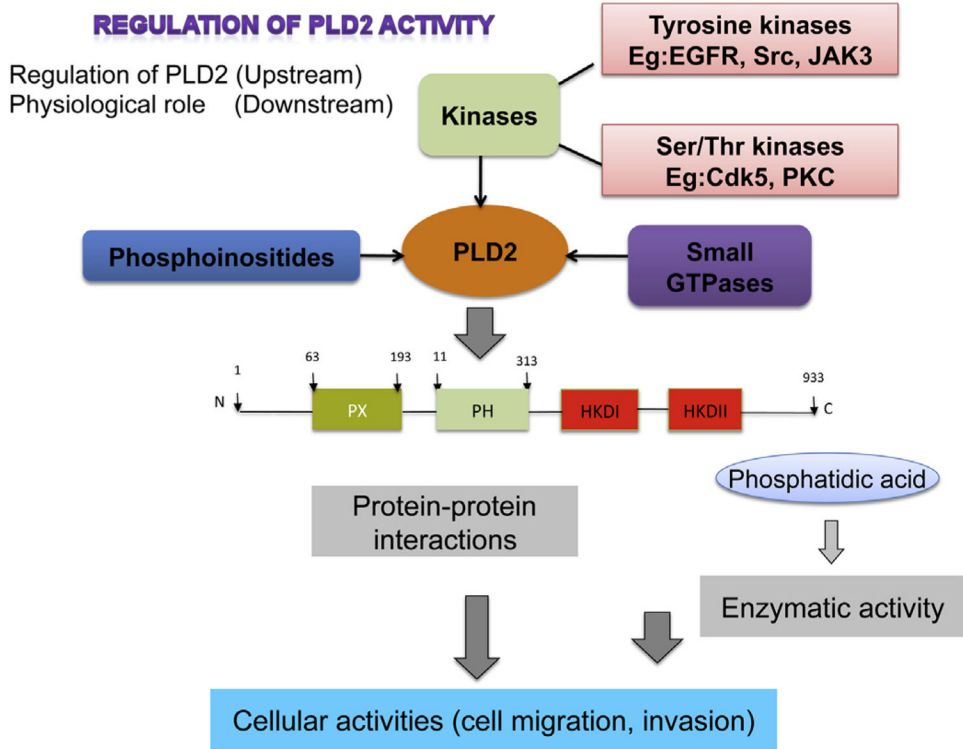 REGULATION OF PLD2 ACTIVITY
Regulation of PLD2 (Upstream)
Physiological role (Downstream)
Tyrosine kinases
Eg:EGFR, Src, JAK3
Kinases
Ser/Thr kinases
Eg:Cdk5, PKC
Phosphoinositides
PLD2
Small
GTPases
1
63
193
11
313
933
N
PX
PH
HKDI
HKDII
C
Phosphatidic acid
Protein-protein
interactions
Enzymatic activity
Cellular activities (cell migration, invasion)